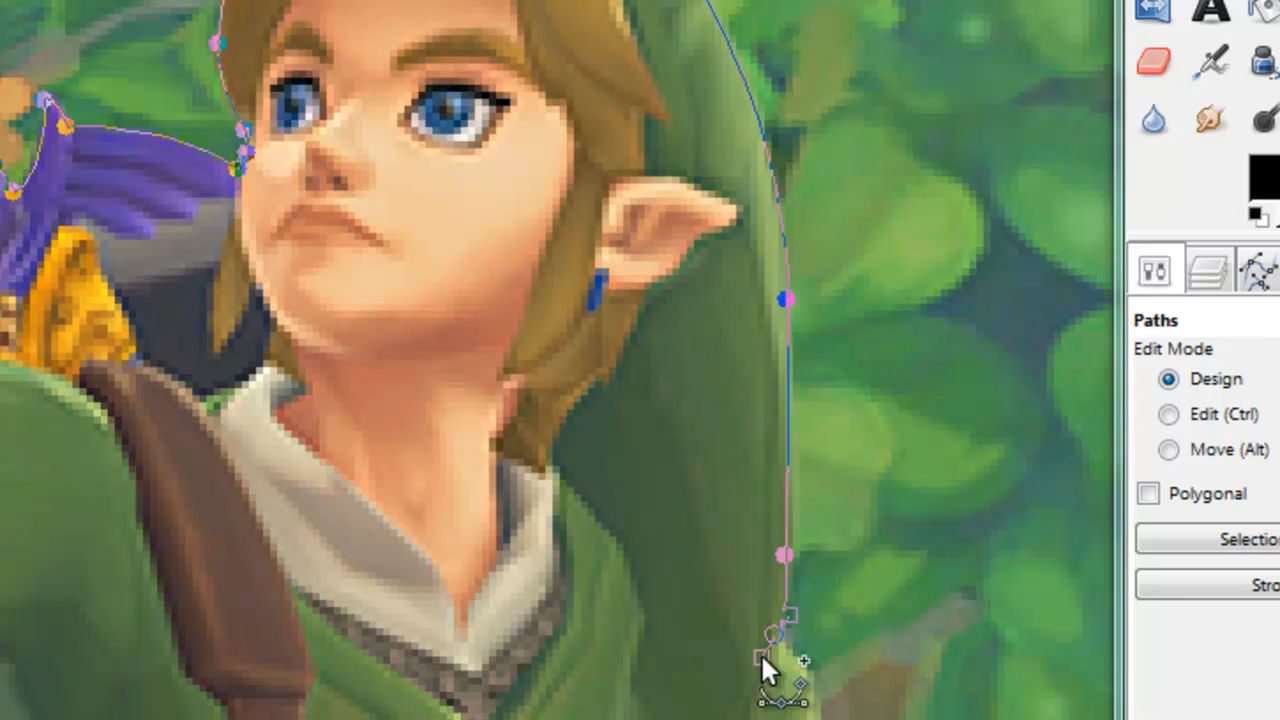 Paths
Edit Mode
Design
Edit (Ctrl)
Move (Alt)
Polygonal